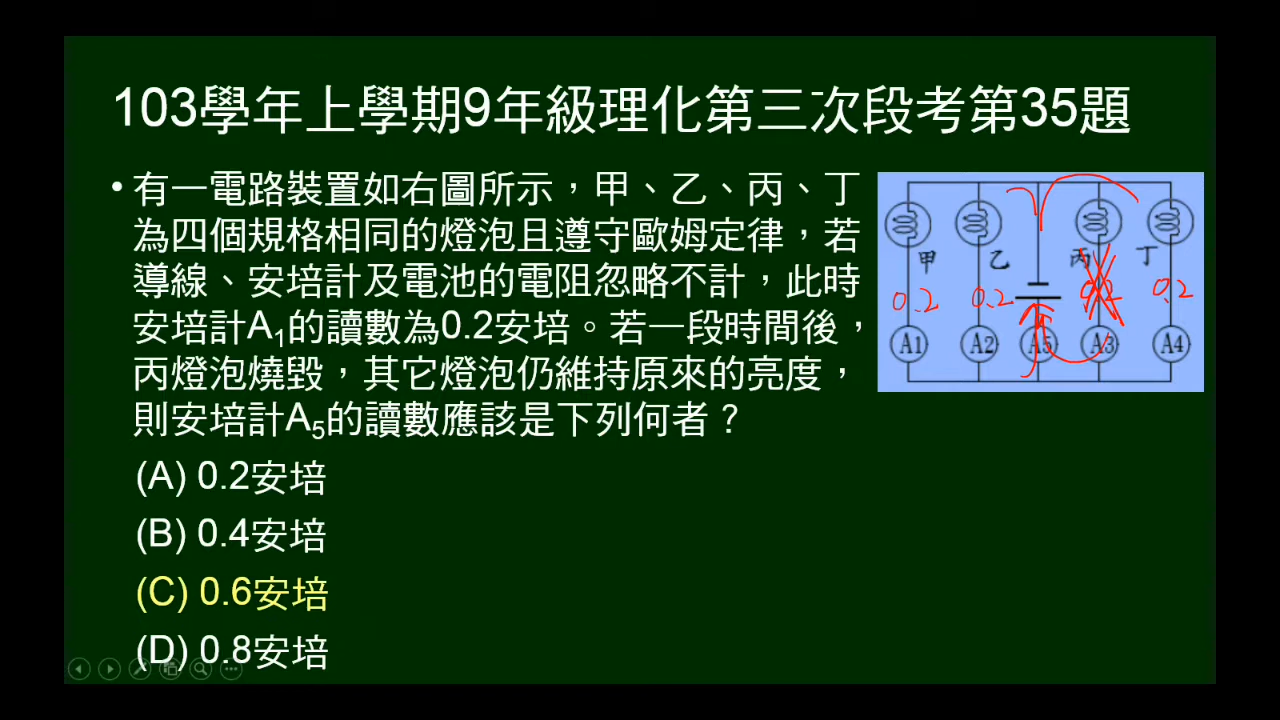 103學年上學期9年級理化第三次段考第35題
•有一電路裝置如右圖所示，甲、乙、丙、丁
為四個規格相同的燈泡且遵守歐姆定律，若
導線、安培計及電池的電阻忽略不計，此時
安培計A1的讀數為0.2安培。若一段時間後，
丙燈泡燒毀，其它燈泡仍維持原來的亮度，
則安培計A5的讀數應該是下列何者？
(A) 0.2安培
(B) 0.4安培
(C) 0.6安培
(D) 0.8安培
甲 乙 丙 丁
0.2 0.2 0.2 0.2
A1 A2 A5 A3 A4